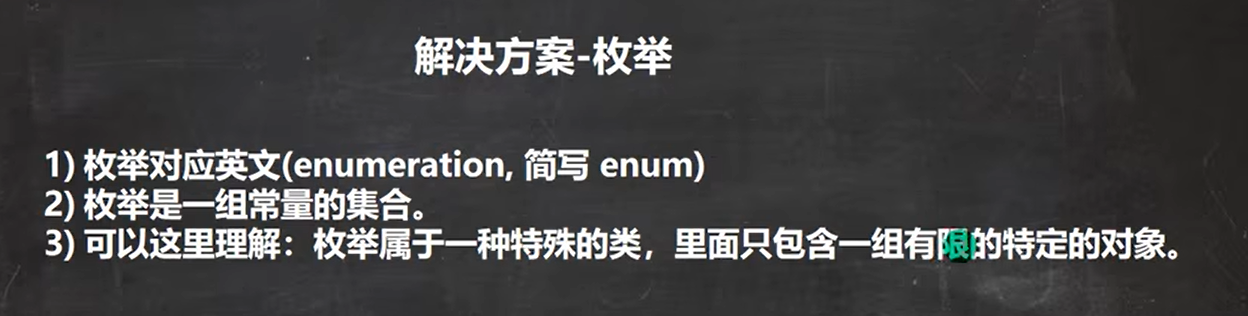 解决方案-枚举
1) 枚举对应英文(enumeration, 简写 enum)
2) 枚举是一组常量的集合。
3) 可以这里理解：枚举属于一种特殊的类，里面只包含一组有限的特定的对象。